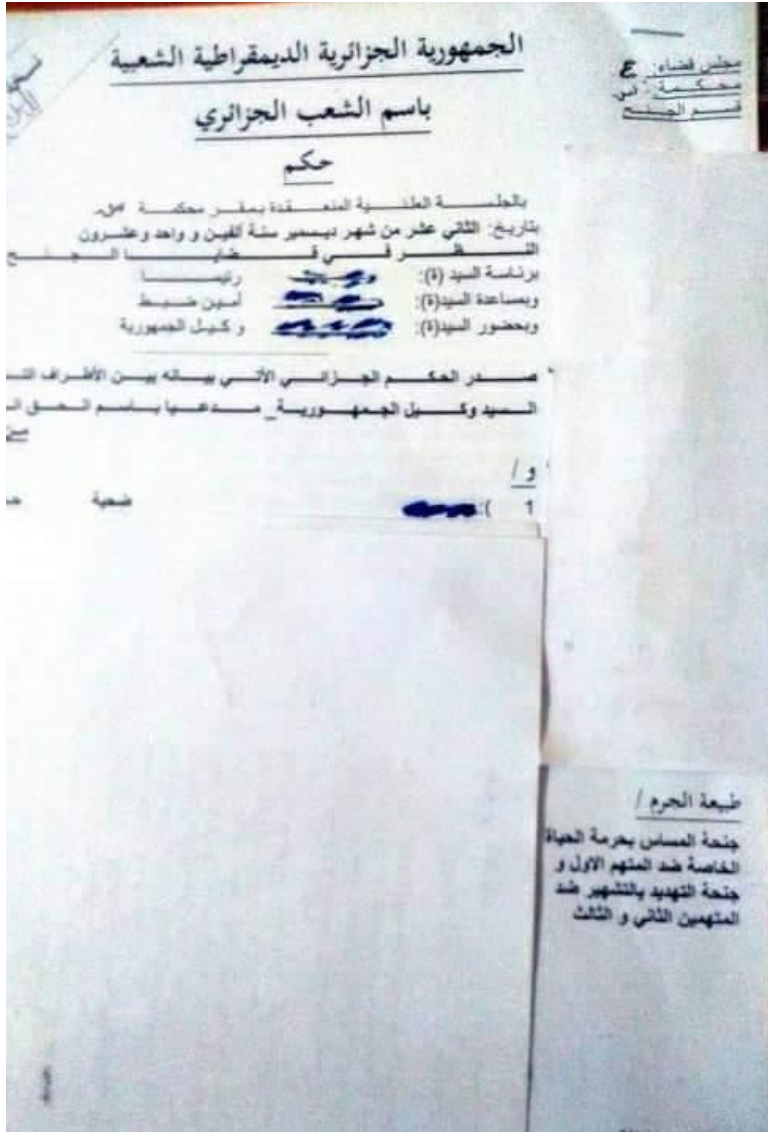 الجمهورية الجزائرية الديمقراطية الشعبية
باسم الشعب الجزائري
حكم
مجلس قضاء:
محكمة:
قسم الجنح
بالجلسة العلنية المنعقدة بمقر محكمة
بتاريخ: الثاني عشر من شهر ديسمبر سنة ألفين و واحد وعشرون
النظر في قضايا الجنح
برئاسة السيد (ة): رئيسا
وبمساعدة السيد(ة): أمين ضبط
وبحضور السيد(ة): وكيل الجمهورية
صدر الحكم الجزائي الآتي بيانه بين الأطراف
السيد وكيل الجمهورية_ مدعيا باسم الحق
و /
1 ): ضحية
طبيعة الجرم /
جنحة المساس بحرمة الحياة
الخاصة ضد المتهم الاول و
جنحة التهديد بالتشهير ضد
المتهمين الثاني و الثالث